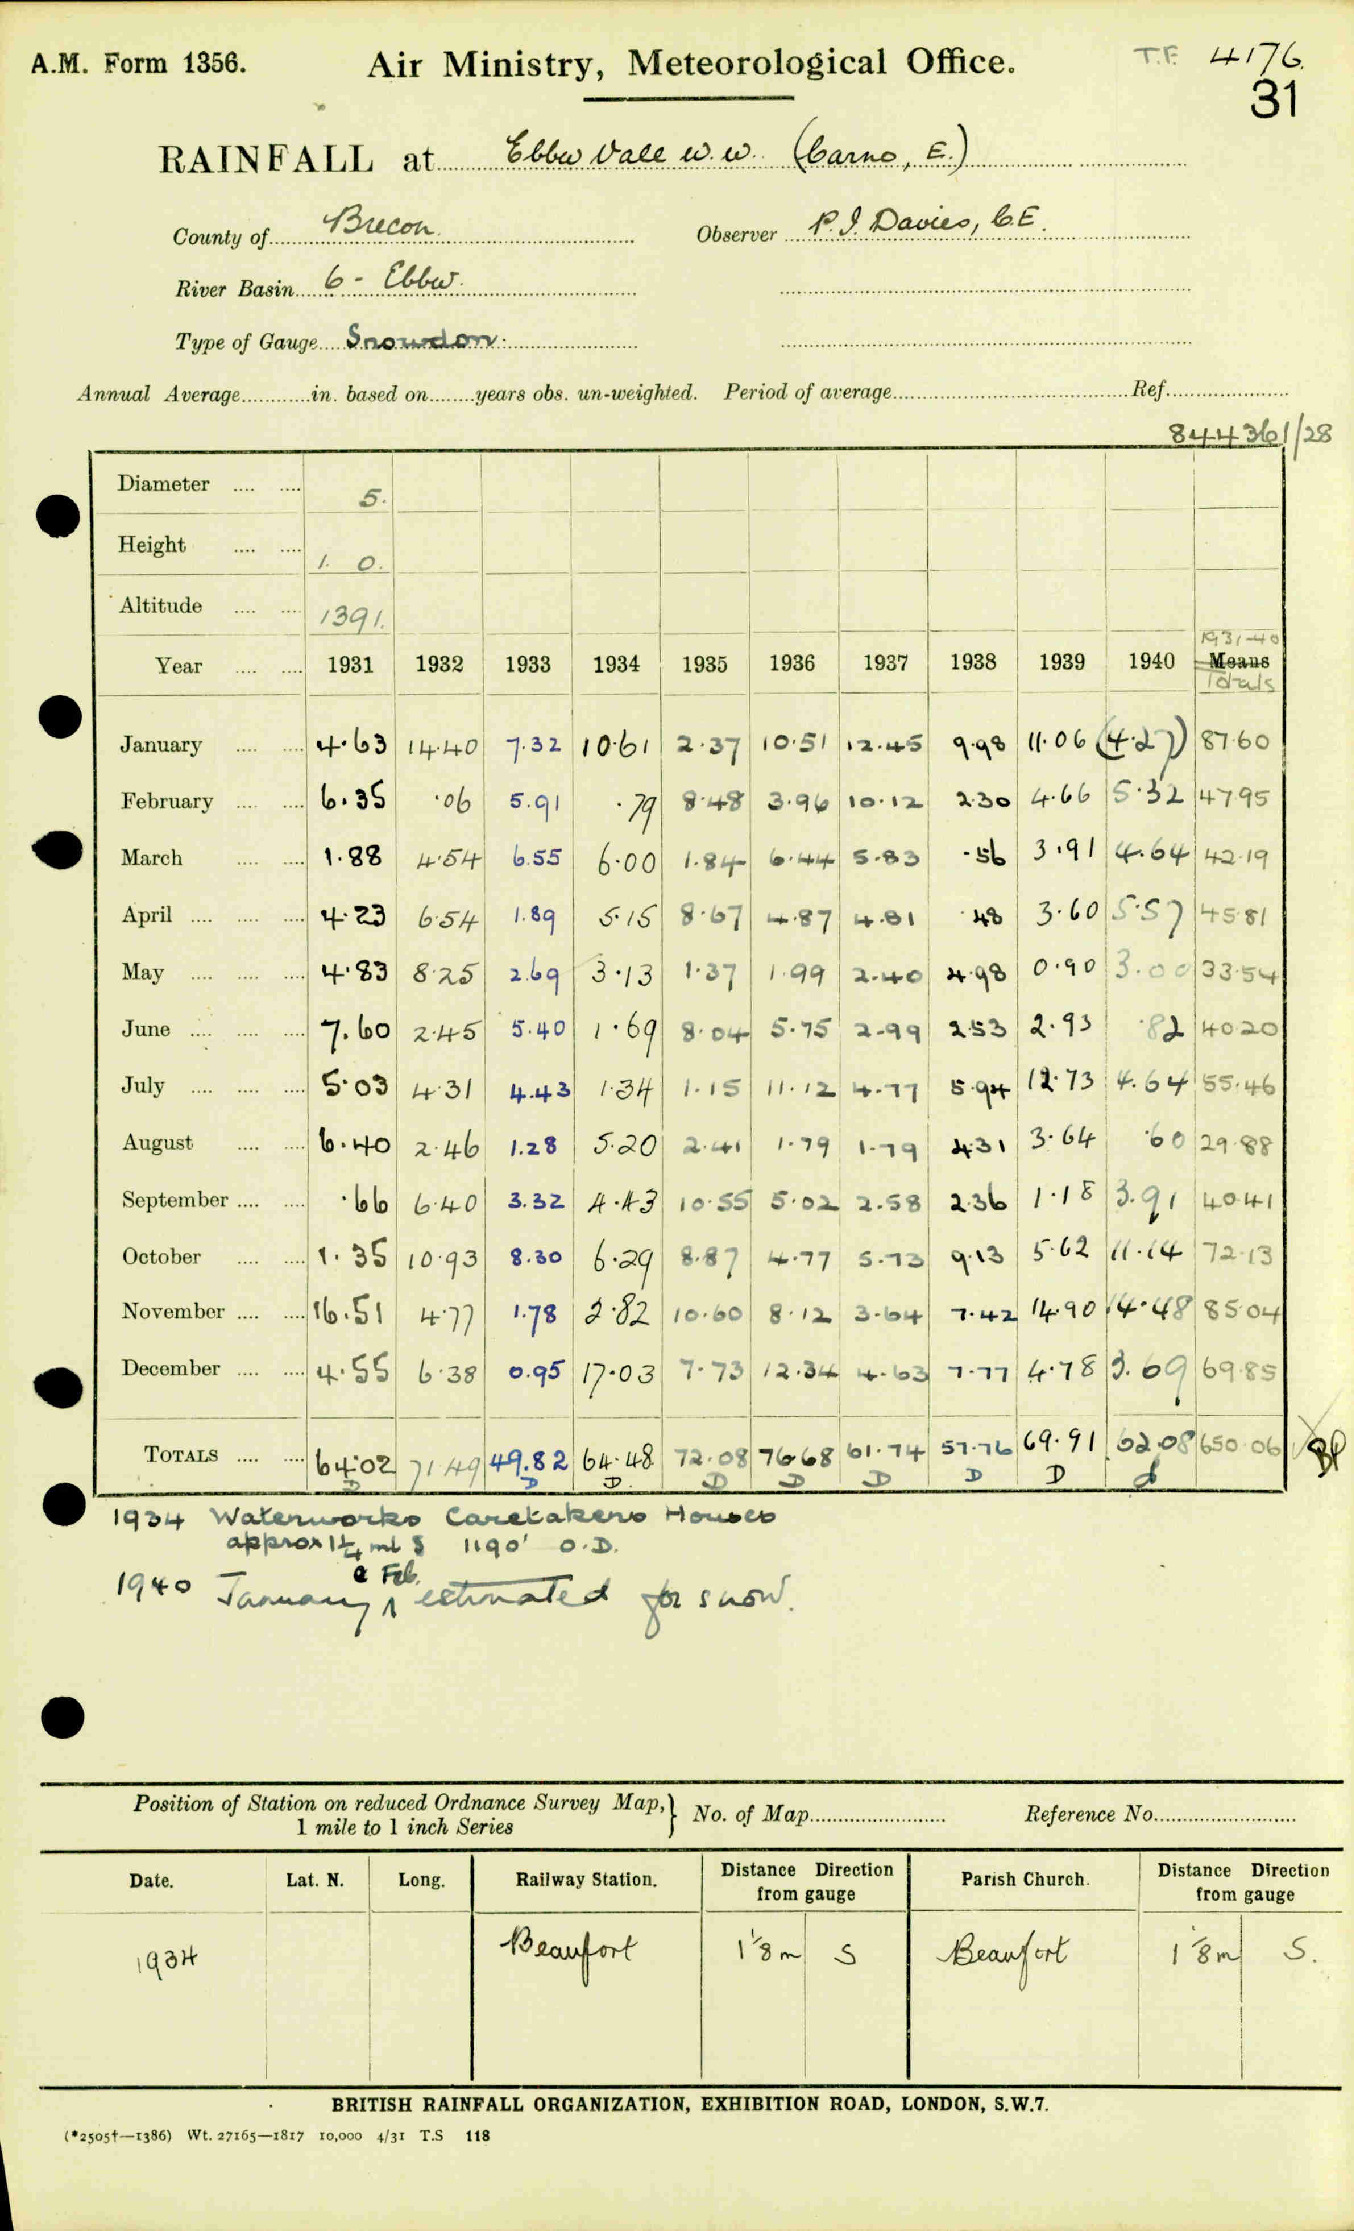 A.M. Form 1356.
Air Ministry, Meteorological Office.
T.F. 4176.
31
RAINFALL at Ebbw Vale W.W. (Carno, E.)
County of Brecon. Observer P.I. Davies, C.E.
River Basin 6 - Ebbw.
Type of Gauge Snowdon.
Annual Average in. based on years obs. un-weighted. Period of average Ref.
844361/28
Diameter 5.
Height 1. 0.
Altitude 1391.
1931-40
Year 1931 1932 1933 1934 1935 1936 1937 1938 1939 1940 Means
Totals
January 4.63 14.40 7.32 10.61 2.37 10.51 12.45 9.98 11.06 (4.27) 87.60
February 6.35 .06 5.91 .79 8.48 3.96 10.12 2.30 4.66 5.32 47.95
March 1.88 4.54 6.55 6.00 1.84 6.44 5.83 .56 3.91 4.64 42.19
April 4.23 6.54 1.89 5.15 8.67 4.87 4.81 .48 3.60 5.57 45.81
May 4.83 8.25 2.69 3.13 1.37 1.99 2.40 4.98 0.90 3.00 33.54
June 7.60 2.45 5.40 1.69 8.04 5.75 2.99 2.53 2.93 .82 40.20
July 5.03 4.31 4.43 1.34 1.15 11.12 4.77 5.94 12.73 4.64 55.46
August 6.40 2.46 1.28 5.20 2.41 1.79 1.79 4.31 3.64 .60 29.88
September .66 6.40 3.32 4.43 10.55 5.02 2.58 2.36 1.18 3.91 40.41
October 1.35 10.93 8.30 6.29 8.87 4.77 5.73 9.13 5.62 11.14 72.13
November 16.51 4.77 1.78 2.82 10.60 8.12 3.64 7.42 14.90 14.48 85.04
December 4.55 6.38 0.95 17.03 7.73 12.34 4.63 7.77 4.78 3.69 69.85
TOTALS 64.02 71.49 49.82 64.48 72.08 76.68 61.74 57.76 69.91 62.08 650.06 BP
D D D D D D D D d
1934 Waterworks Caretakers Houses
approx 1¼ ml S 1190' O.D.
& Feb.
1940 January ∧ estimated for snow.
Position of Station on reduced Ordnance Survey Map, 1 mile to 1 inch Series } No. of Map Reference No.
Date. Lat. N. Long. Railway Station. Distance Direction from gauge Parish Church. Distance Direction from gauge
1934 Beaufort 1·8 m S Beaufort 1·8 m S.
BRITISH RAINFALL ORGANIZATION, EXHIBITION ROAD, LONDON, S.W.7.
(*2505†—1386) Wt. 27165—1817 10,000 4/31 T.S 118